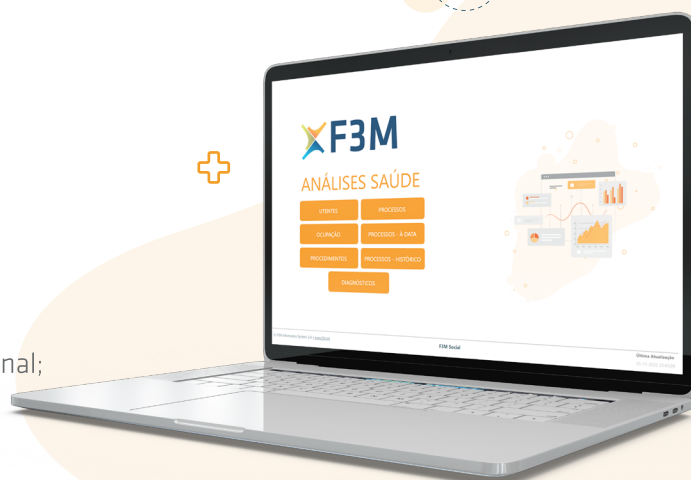 F3M
ANÁLISES SAÚDE
UTENTES
PROCESSOS
OCUPAÇÃO
PROCESSOS - À DATA
PROCEDIMENTOS
PROCESSOS - HISTÓRICO
DIAGNÓSTICOS
F3M Social
Última Atualização
nal;